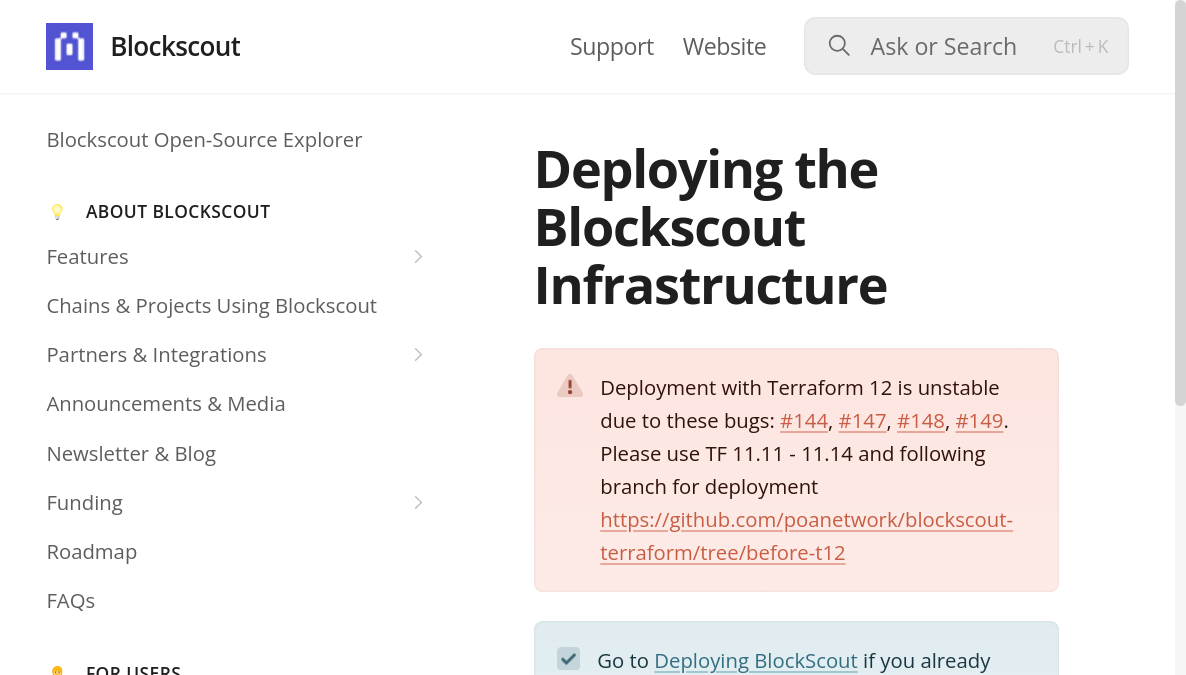 Blockscout
Support
Website
Ask or Search
Ctrl + K
Blockscout Open-Source Explorer
ABOUT BLOCKSCOUT
Features
Chains & Projects Using Blockscout
Partners & Integrations
Announcements & Media
Newsletter & Blog
Funding
Roadmap
FAQs
FOR USERS
Deploying the
Blockscout
Infrastructure
Deployment with Terraform 12 is unstable
due to these bugs: #144, #147, #148, #149.
Please use TF 11.11 - 11.14 and following
branch for deployment
https://github.com/poanetwork/blockscout-
terraform/tree/before-t12
Go to Deploying BlockScout if you already